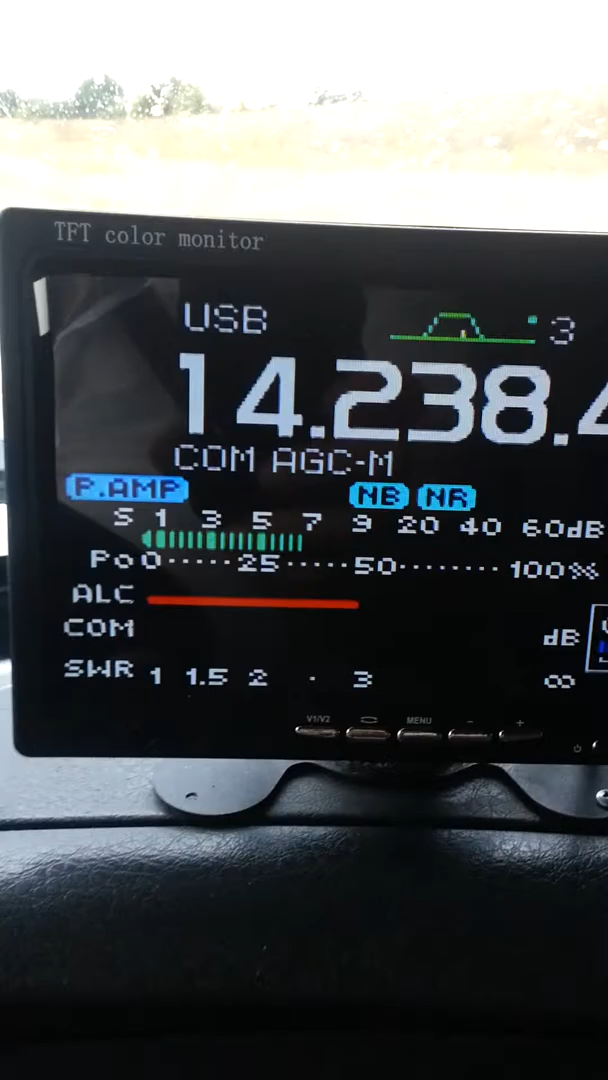 TFT color monitor
USB 3
14.238.4
COM AGC-M
P.AMP NB NR
S 1 3 5 7 9 20 40 60dB
Po 0 ····· 25 ····· 50 ········ 100%
ALC
COM dB
SWR 1 1.5 2 · 3 ∞
V1/V2 MENU - +